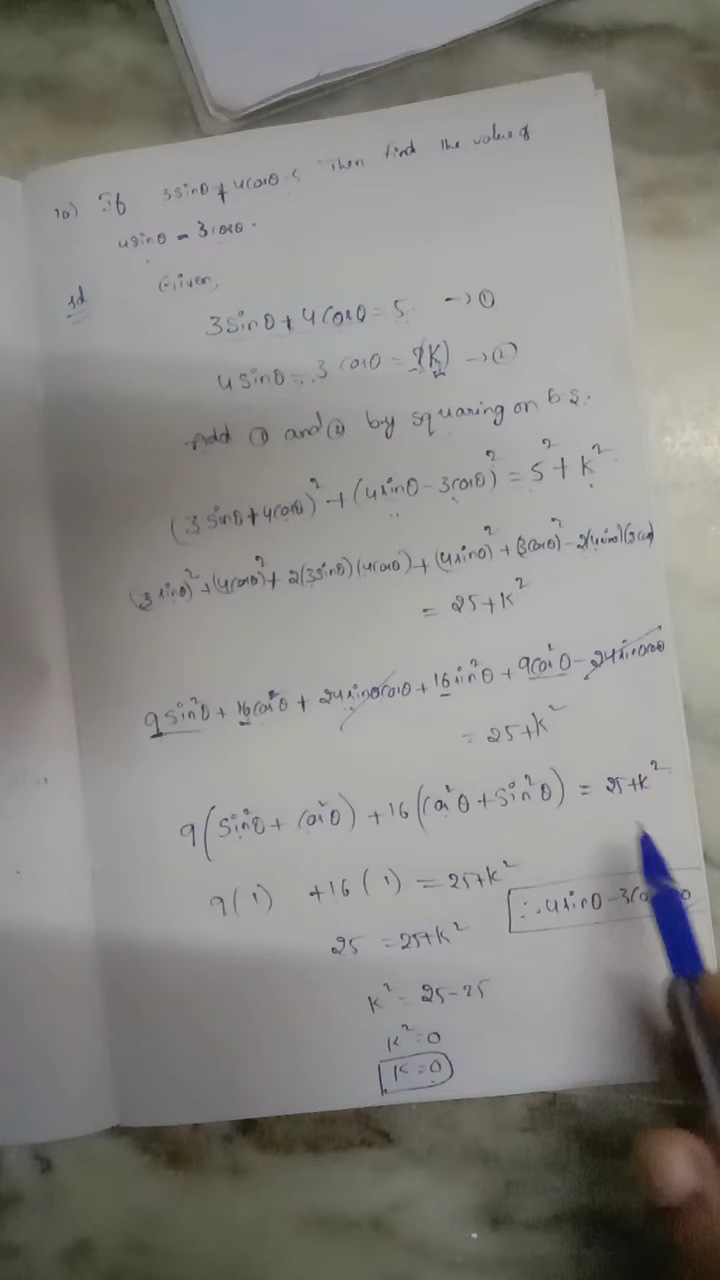 10) If 3sinθ+4cosθ=5 Then find the value of
4sinθ - 3cosθ.
Given,
3sinθ + 4cosθ = 5 → ①
4sinθ - 3cosθ = ?(K) → ②
Add ① and ② by squaring on b.s.
(3sinθ+4cosθ)² + (4sinθ-3cosθ)² = 5² + K²
(3sinθ)² + (4cosθ)² + 2(3sinθ)(4cosθ) + (4sinθ)² + (3cosθ)² - 2(4sinθ)(3cosθ)
= 25+K²
9sin²θ + 16cos²θ + 24sinθcosθ + 16sin²θ + 9cos²θ - 24sinθcosθ
= 25+K²
9(sin²θ + cos²θ) + 16(cos²θ + sin²θ) = 25+K²
9(1) + 16(1) = 25+K²
∴ 4sinθ - 3
25 = 25+K²
K² = 25-25
K² = 0
K = 0